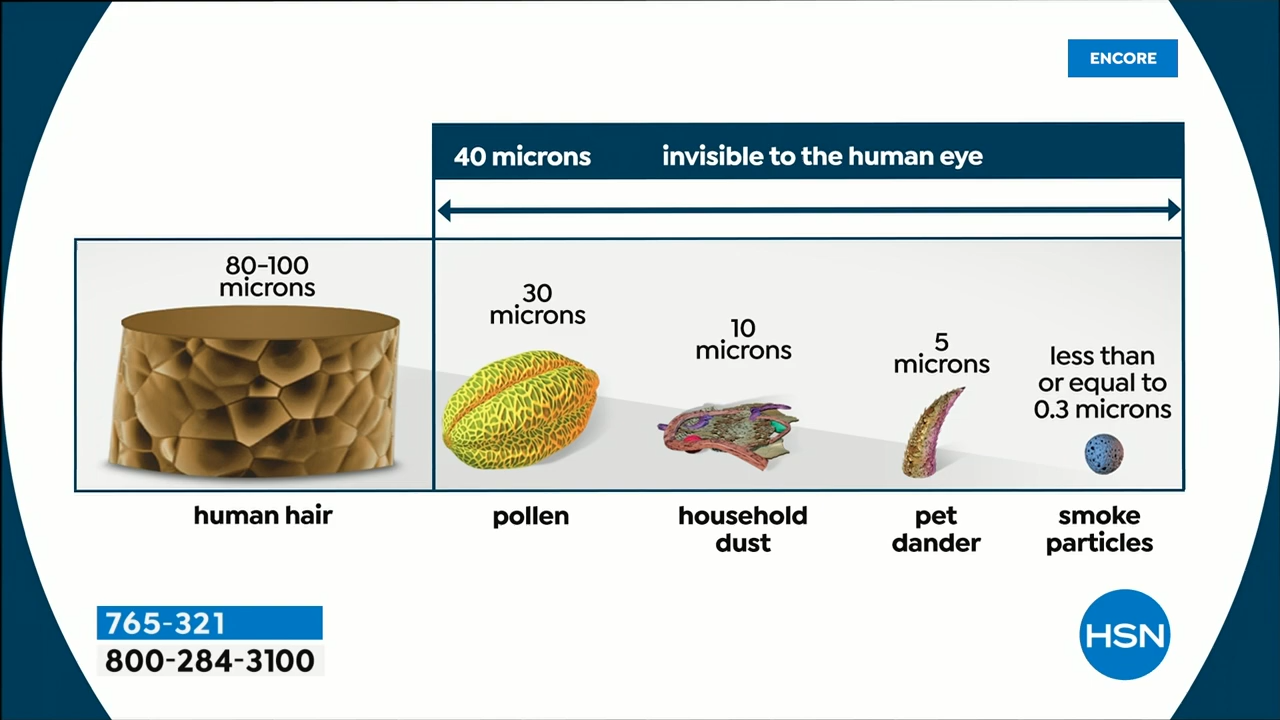 ENCORE
40 microns invisible to the human eye
80-100
microns
30
microns
10
microns
5
microns
less than
or equal to
0.3 microns
human hair
pollen
household
dust
pet
dander
smoke
particles
765-321
800-284-3100
HSN